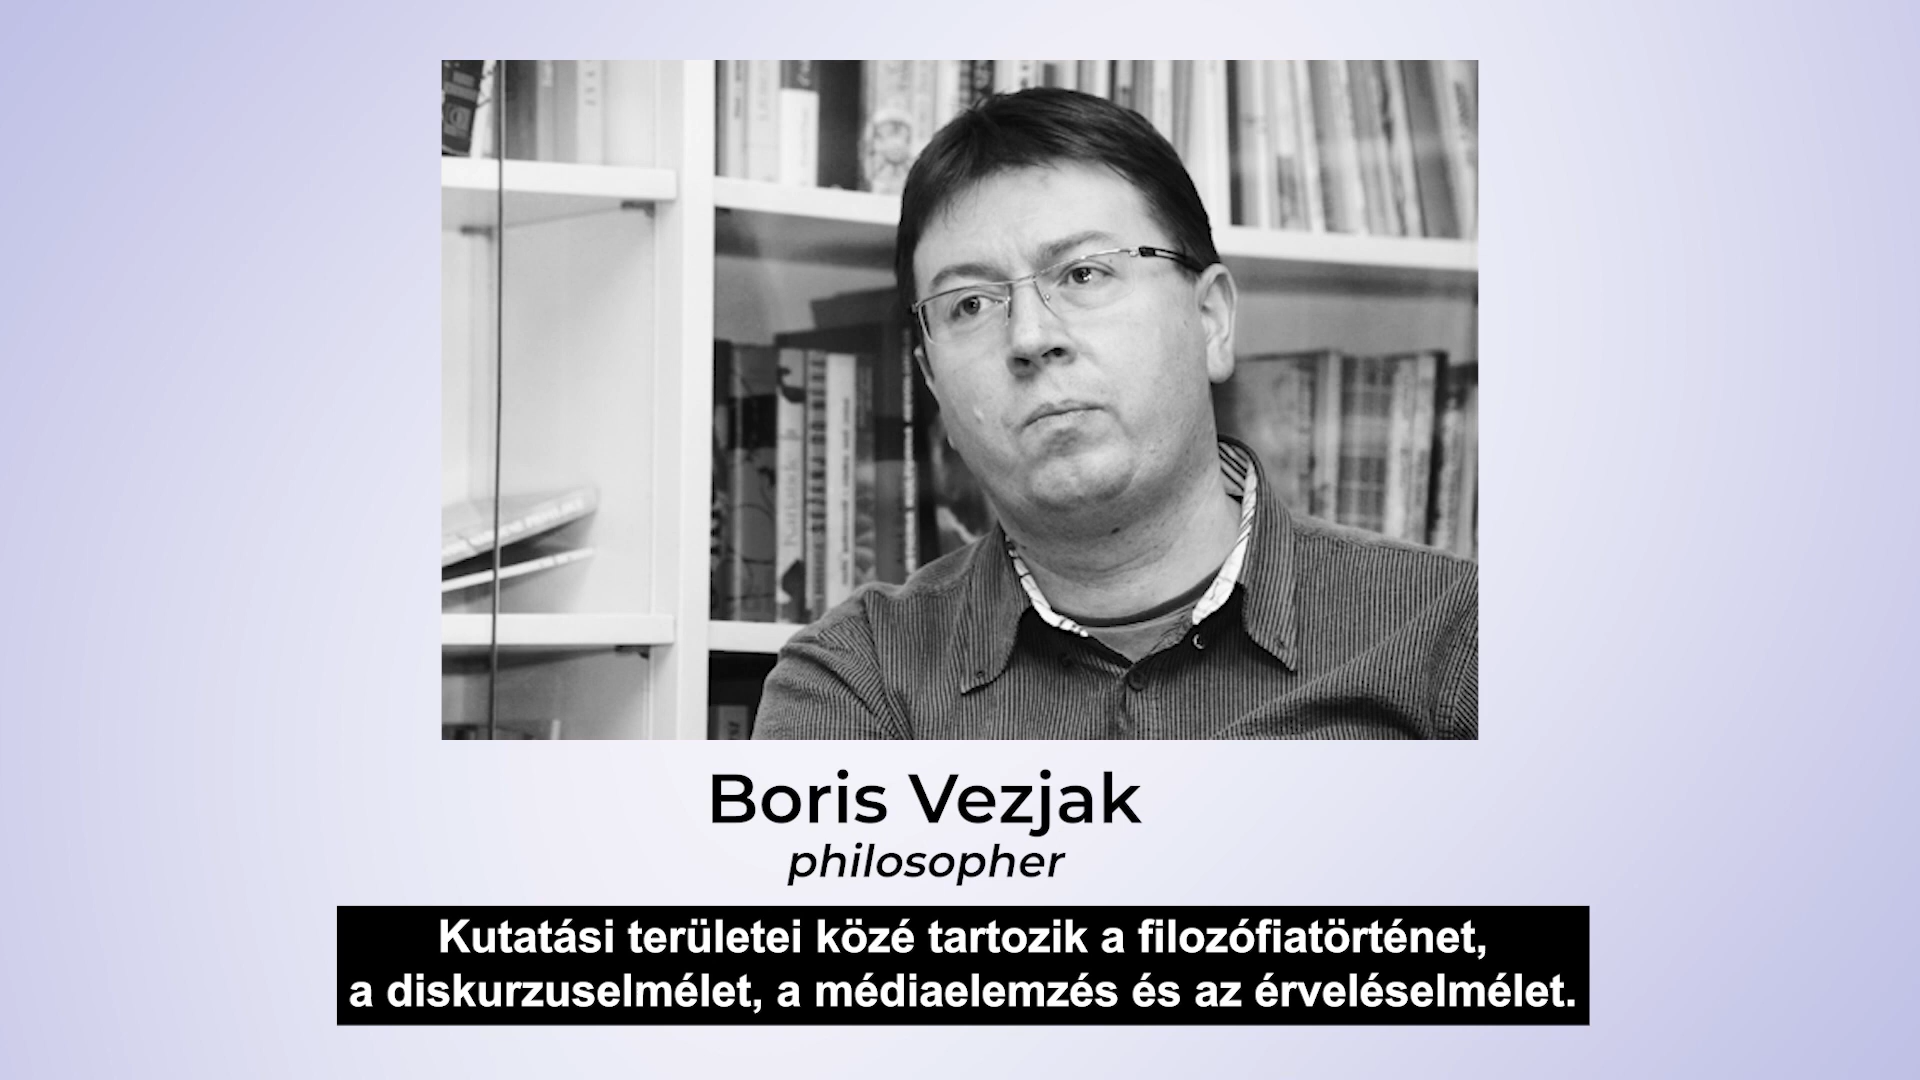 Boris Vezjak
philosopher
Kutatási területei közé tartozik a filozófiatörténet,
a diskurzuselmélet, a médiaelemzés és az érveléselmélet.